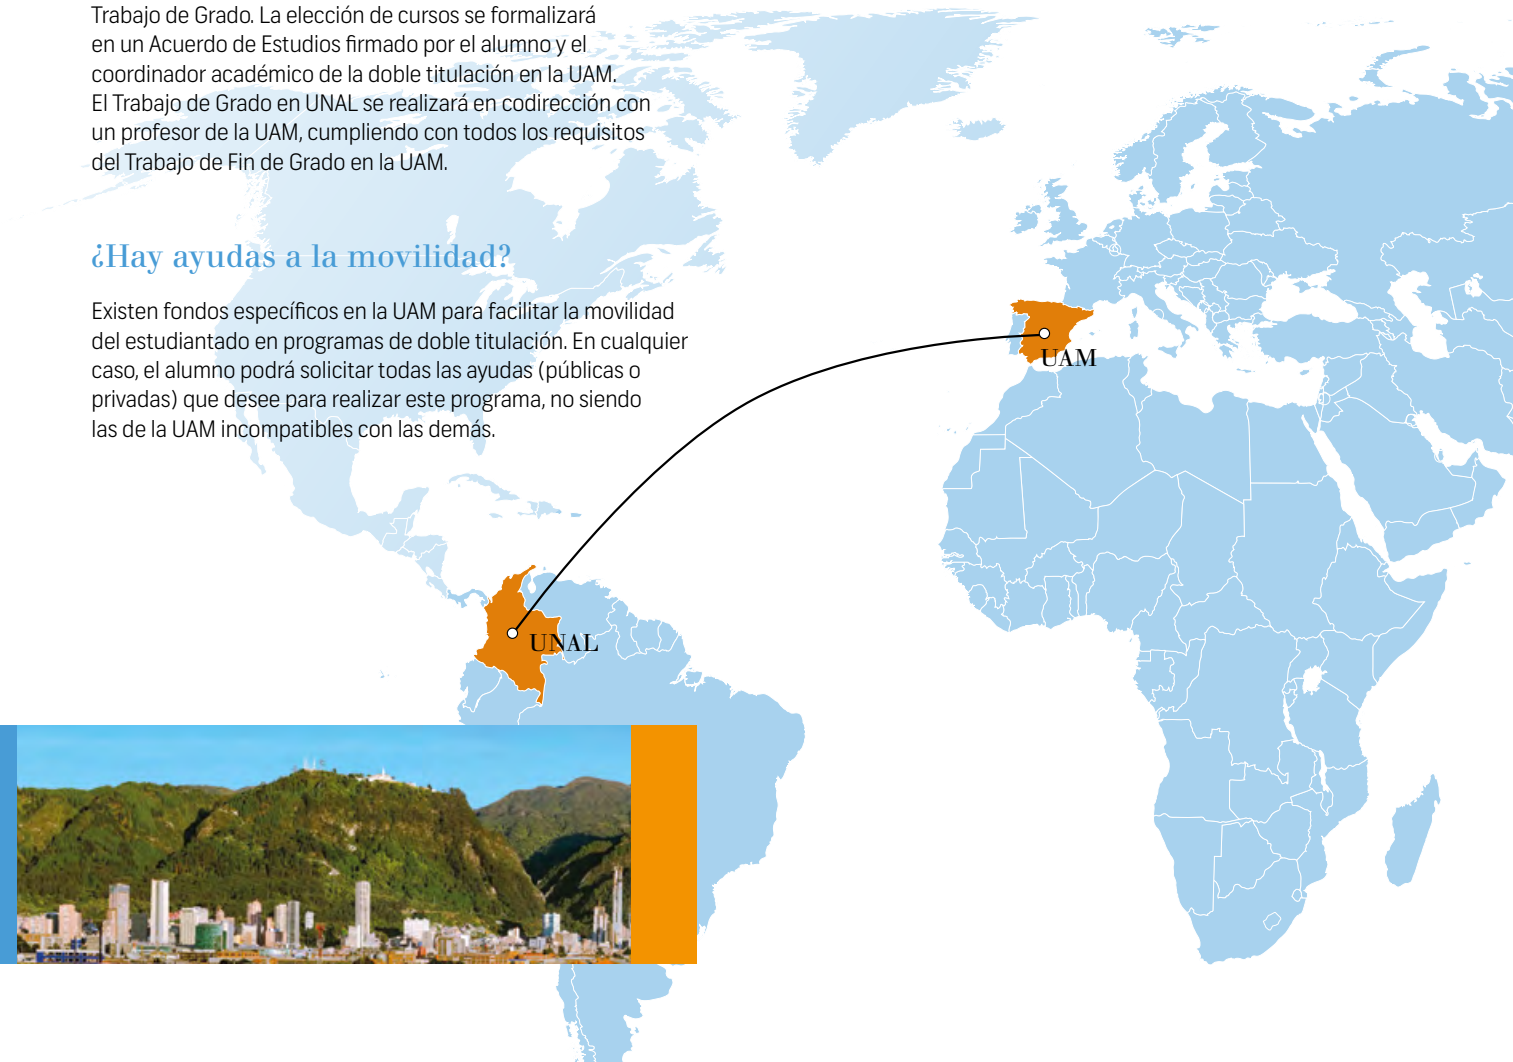 Trabajo de Grado. La elección de cursos se formalizará
en un Acuerdo de Estudios firmado por el alumno y el
coordinador académico de la doble titulación en la UAM.
El Trabajo de Grado en UNAL se realizará en codirección con
un profesor de la UAM, cumpliendo con todos los requisitos
del Trabajo de Fin de Grado en la UAM.
¿Hay ayudas a la movilidad?
Existen fondos específicos en la UAM para facilitar la movilidad
del estudiantado en programas de doble titulación. En cualquier
caso, el alumno podrá solicitar todas las ayudas (públicas o
privadas) que desee para realizar este programa, no siendo
las de la UAM incompatibles con las demás.
UAM
UNAL